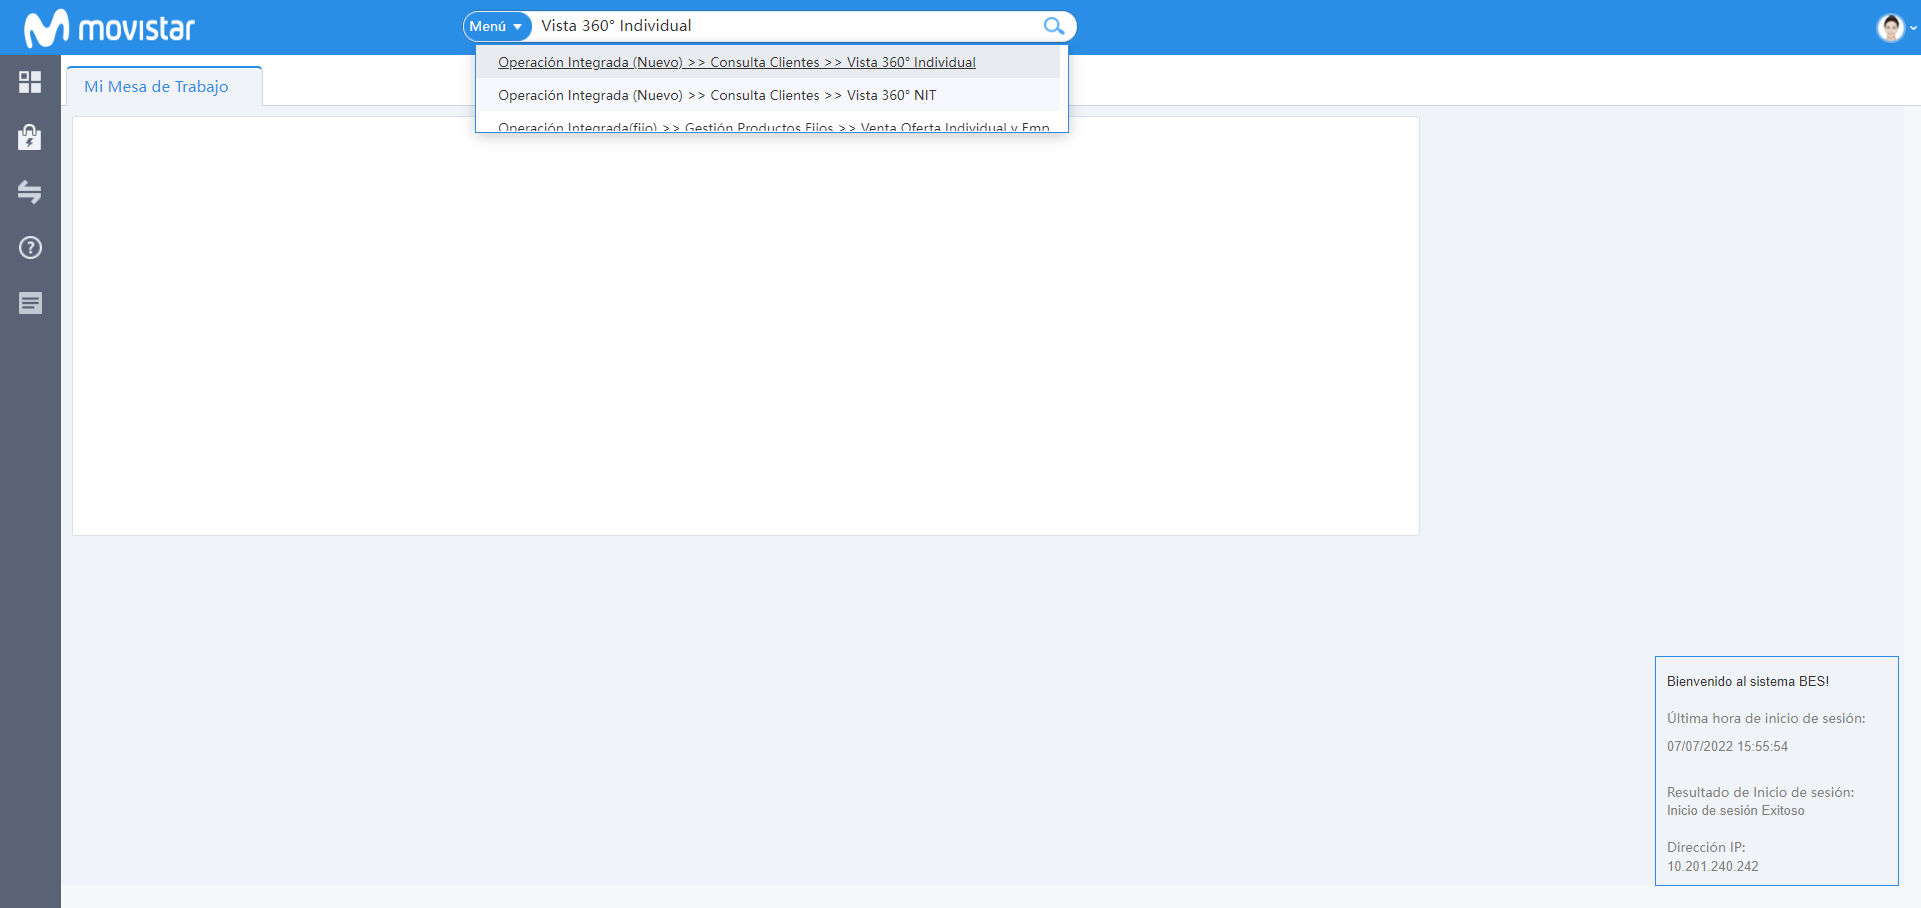 movistar
Menú
Vista 360° Individual
Operación Integrada (Nuevo) >> Consulta Clientes >> Vista 360° Individual
Operación Integrada (Nuevo) >> Consulta Clientes >> Vista 360° NIT
Operación Integrada(fijo) >> Gestión Productos Fijos >> Venta Oferta Individual y Emp
Mi Mesa de Trabajo
Bienvenido al sistema BES!
Última hora de inicio de sesión:
07/07/2022 15:55:54
Resultado de Inicio de sesión:
Inicio de sesión Exitoso
Dirección IP:
10.201.240.242